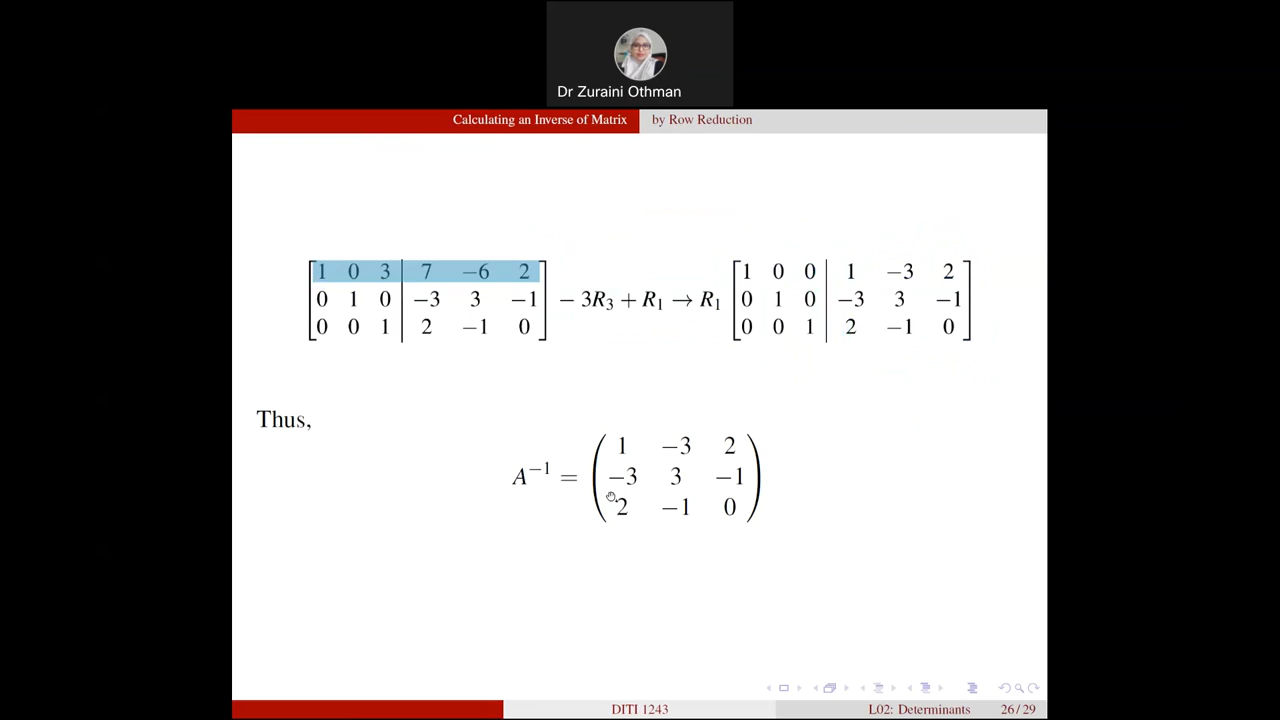 Dr Zuraini Othman
Calculating an Inverse of Matrix by Row Reduction
1 0 3 7 −6 2 1 0 0 1 −3 2
0 1 0 −3 3 −1 − 3R₃ + R₁ → R₁ 0 1 0 −3 3 −1
0 0 1 2 −1 0 0 0 1 2 −1 0
Thus,
1 −3 2
A⁻¹ = −3 3 −1
2 −1 0
DITI 1243 L02: Determinants 26 / 29